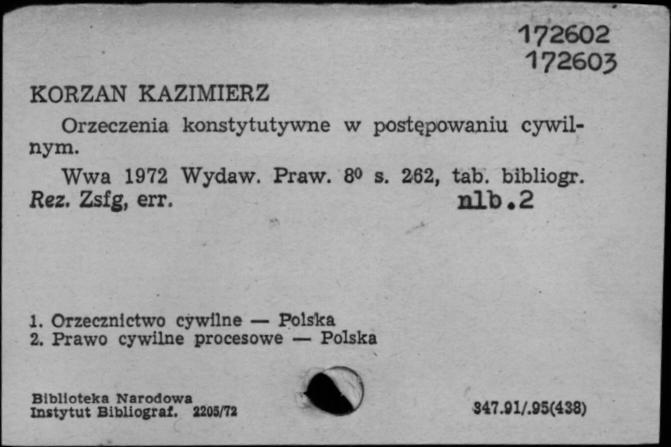 172602
172603
KORZAN KAZIMIERZ
Orzeczenia konstytutywne w postępowaniu cywil-
nym.
Wwa 1972 Wydaw. Praw. 8⁰ s. 262, tab. bibliogr.
Rez. Zsfg, err. nlb.2
1. Orzecznictwo cywilne — Polska
2. Prawo cywilne procesowe — Polska
Biblioteka Narodowa
Instytut Bibliograf. 2205/72 347.91/.95(438)